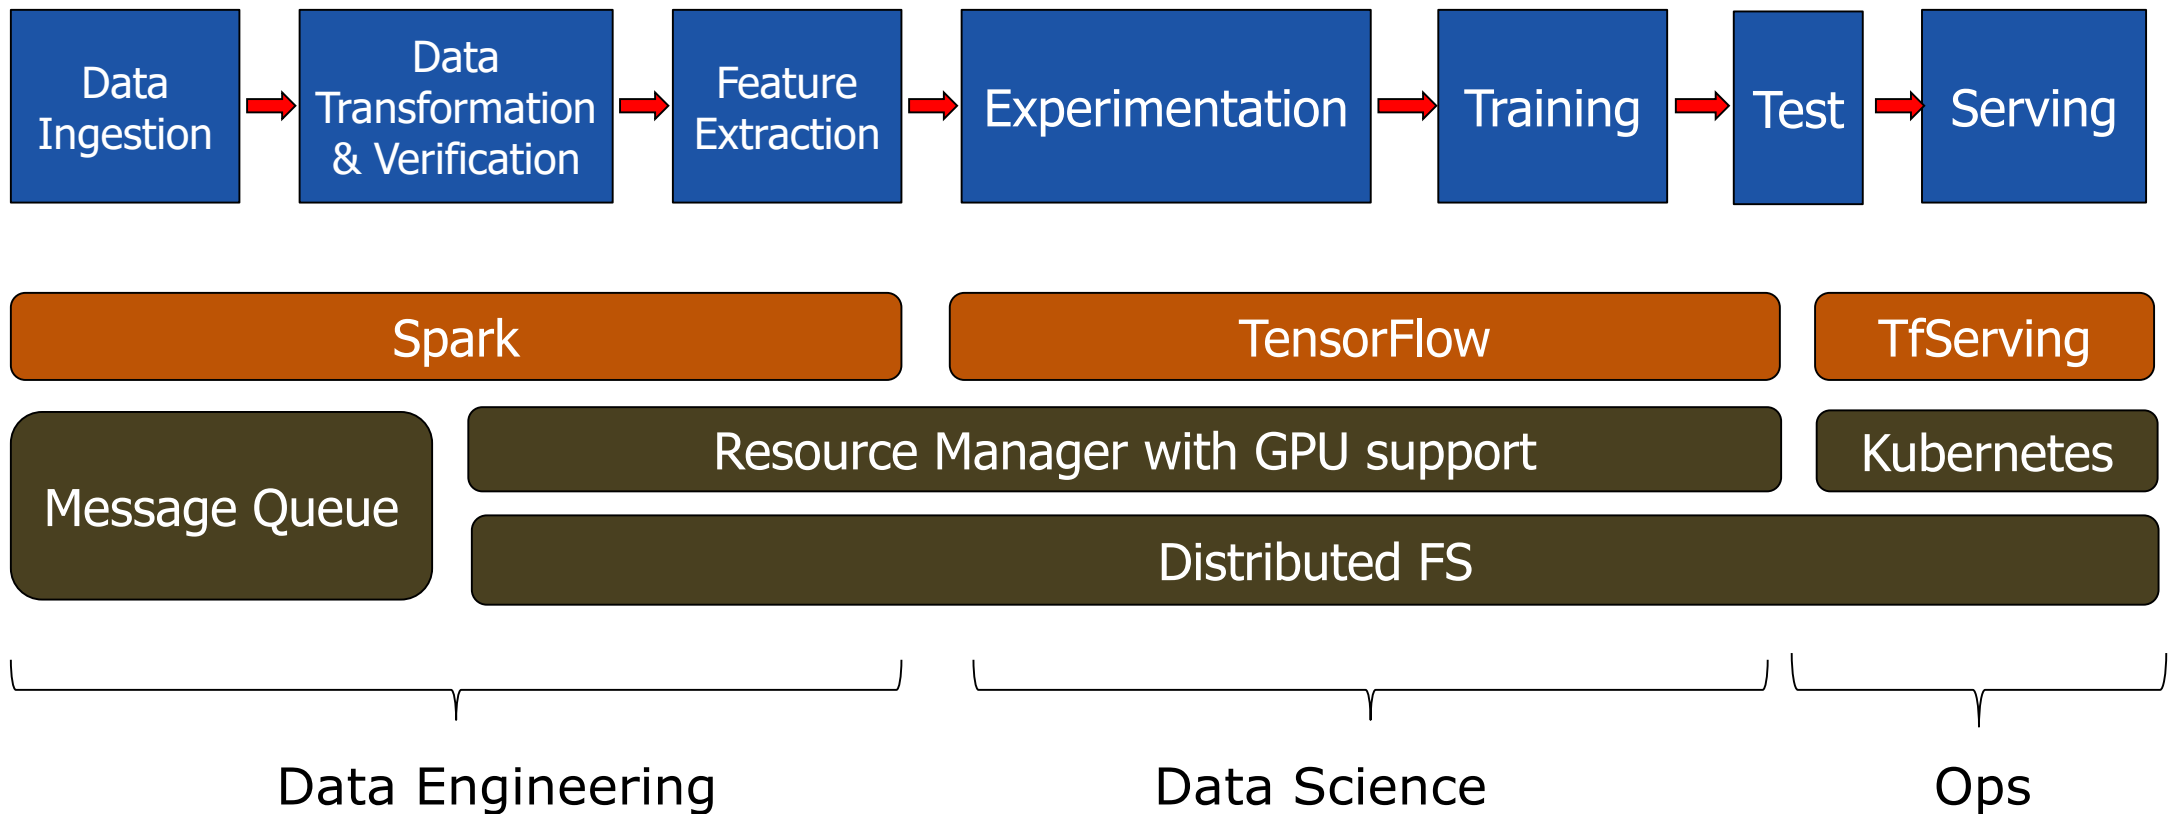 Data
Ingestion
Data
Transformation
& Verification
Feature
Extraction
Experimentation
Training
Test
Serving
Spark
TensorFlow
TfServing
Message Queue
Resource Manager with GPU support
Kubernetes
Distributed FS
Data Engineering
Data Science
Ops